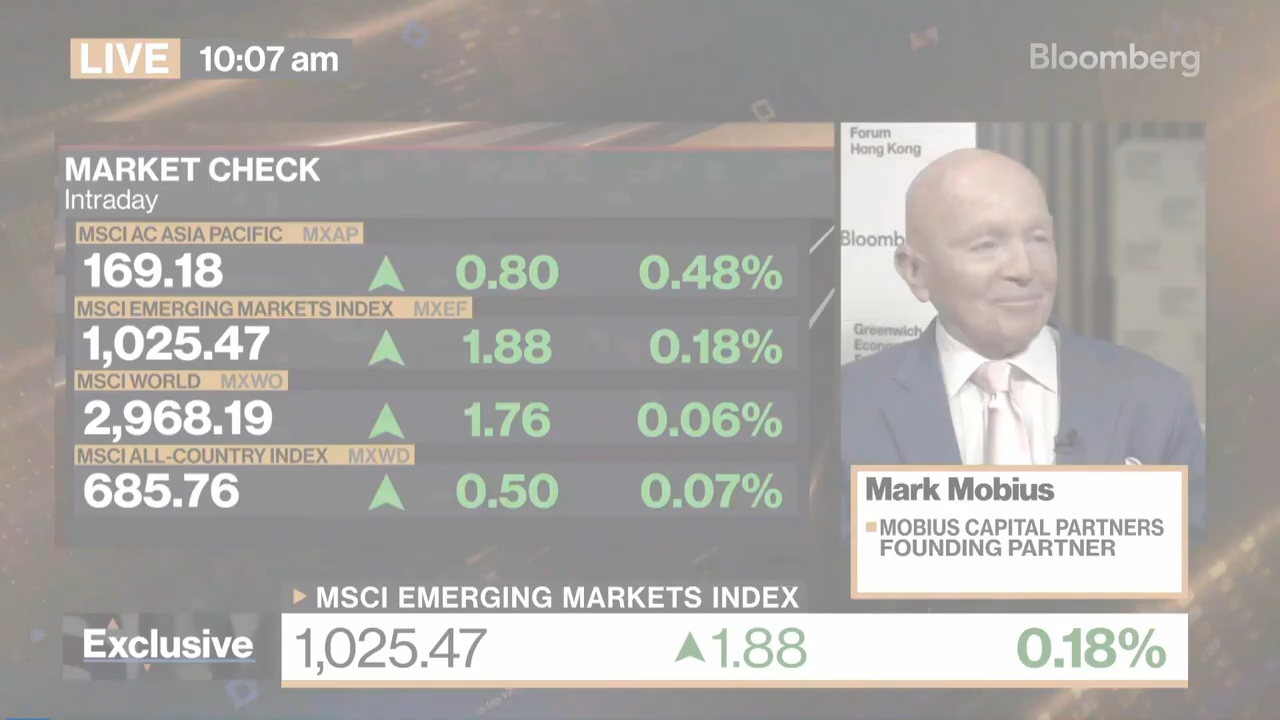 LIVE 10:07 am
Bloomberg
MARKET CHECK
Intraday
MSCI AC ASIA PACIFIC MXAP
169.18 0.80 0.48%
MSCI EMERGING MARKETS INDEX MXEF
1,025.47 1.88 0.18%
MSCI WORLD MXWO
2,968.19 1.76 0.06%
MSCI ALL-COUNTRY INDEX MXWD
685.76 0.50 0.07%
Forum
Hong Kong
Bloomb
Greenwich
Econo
Mark Mobius
MOBIUS CAPITAL PARTNERS
FOUNDING PARTNER
MSCI EMERGING MARKETS INDEX
Exclusive 1,025.47 1.88 0.18%